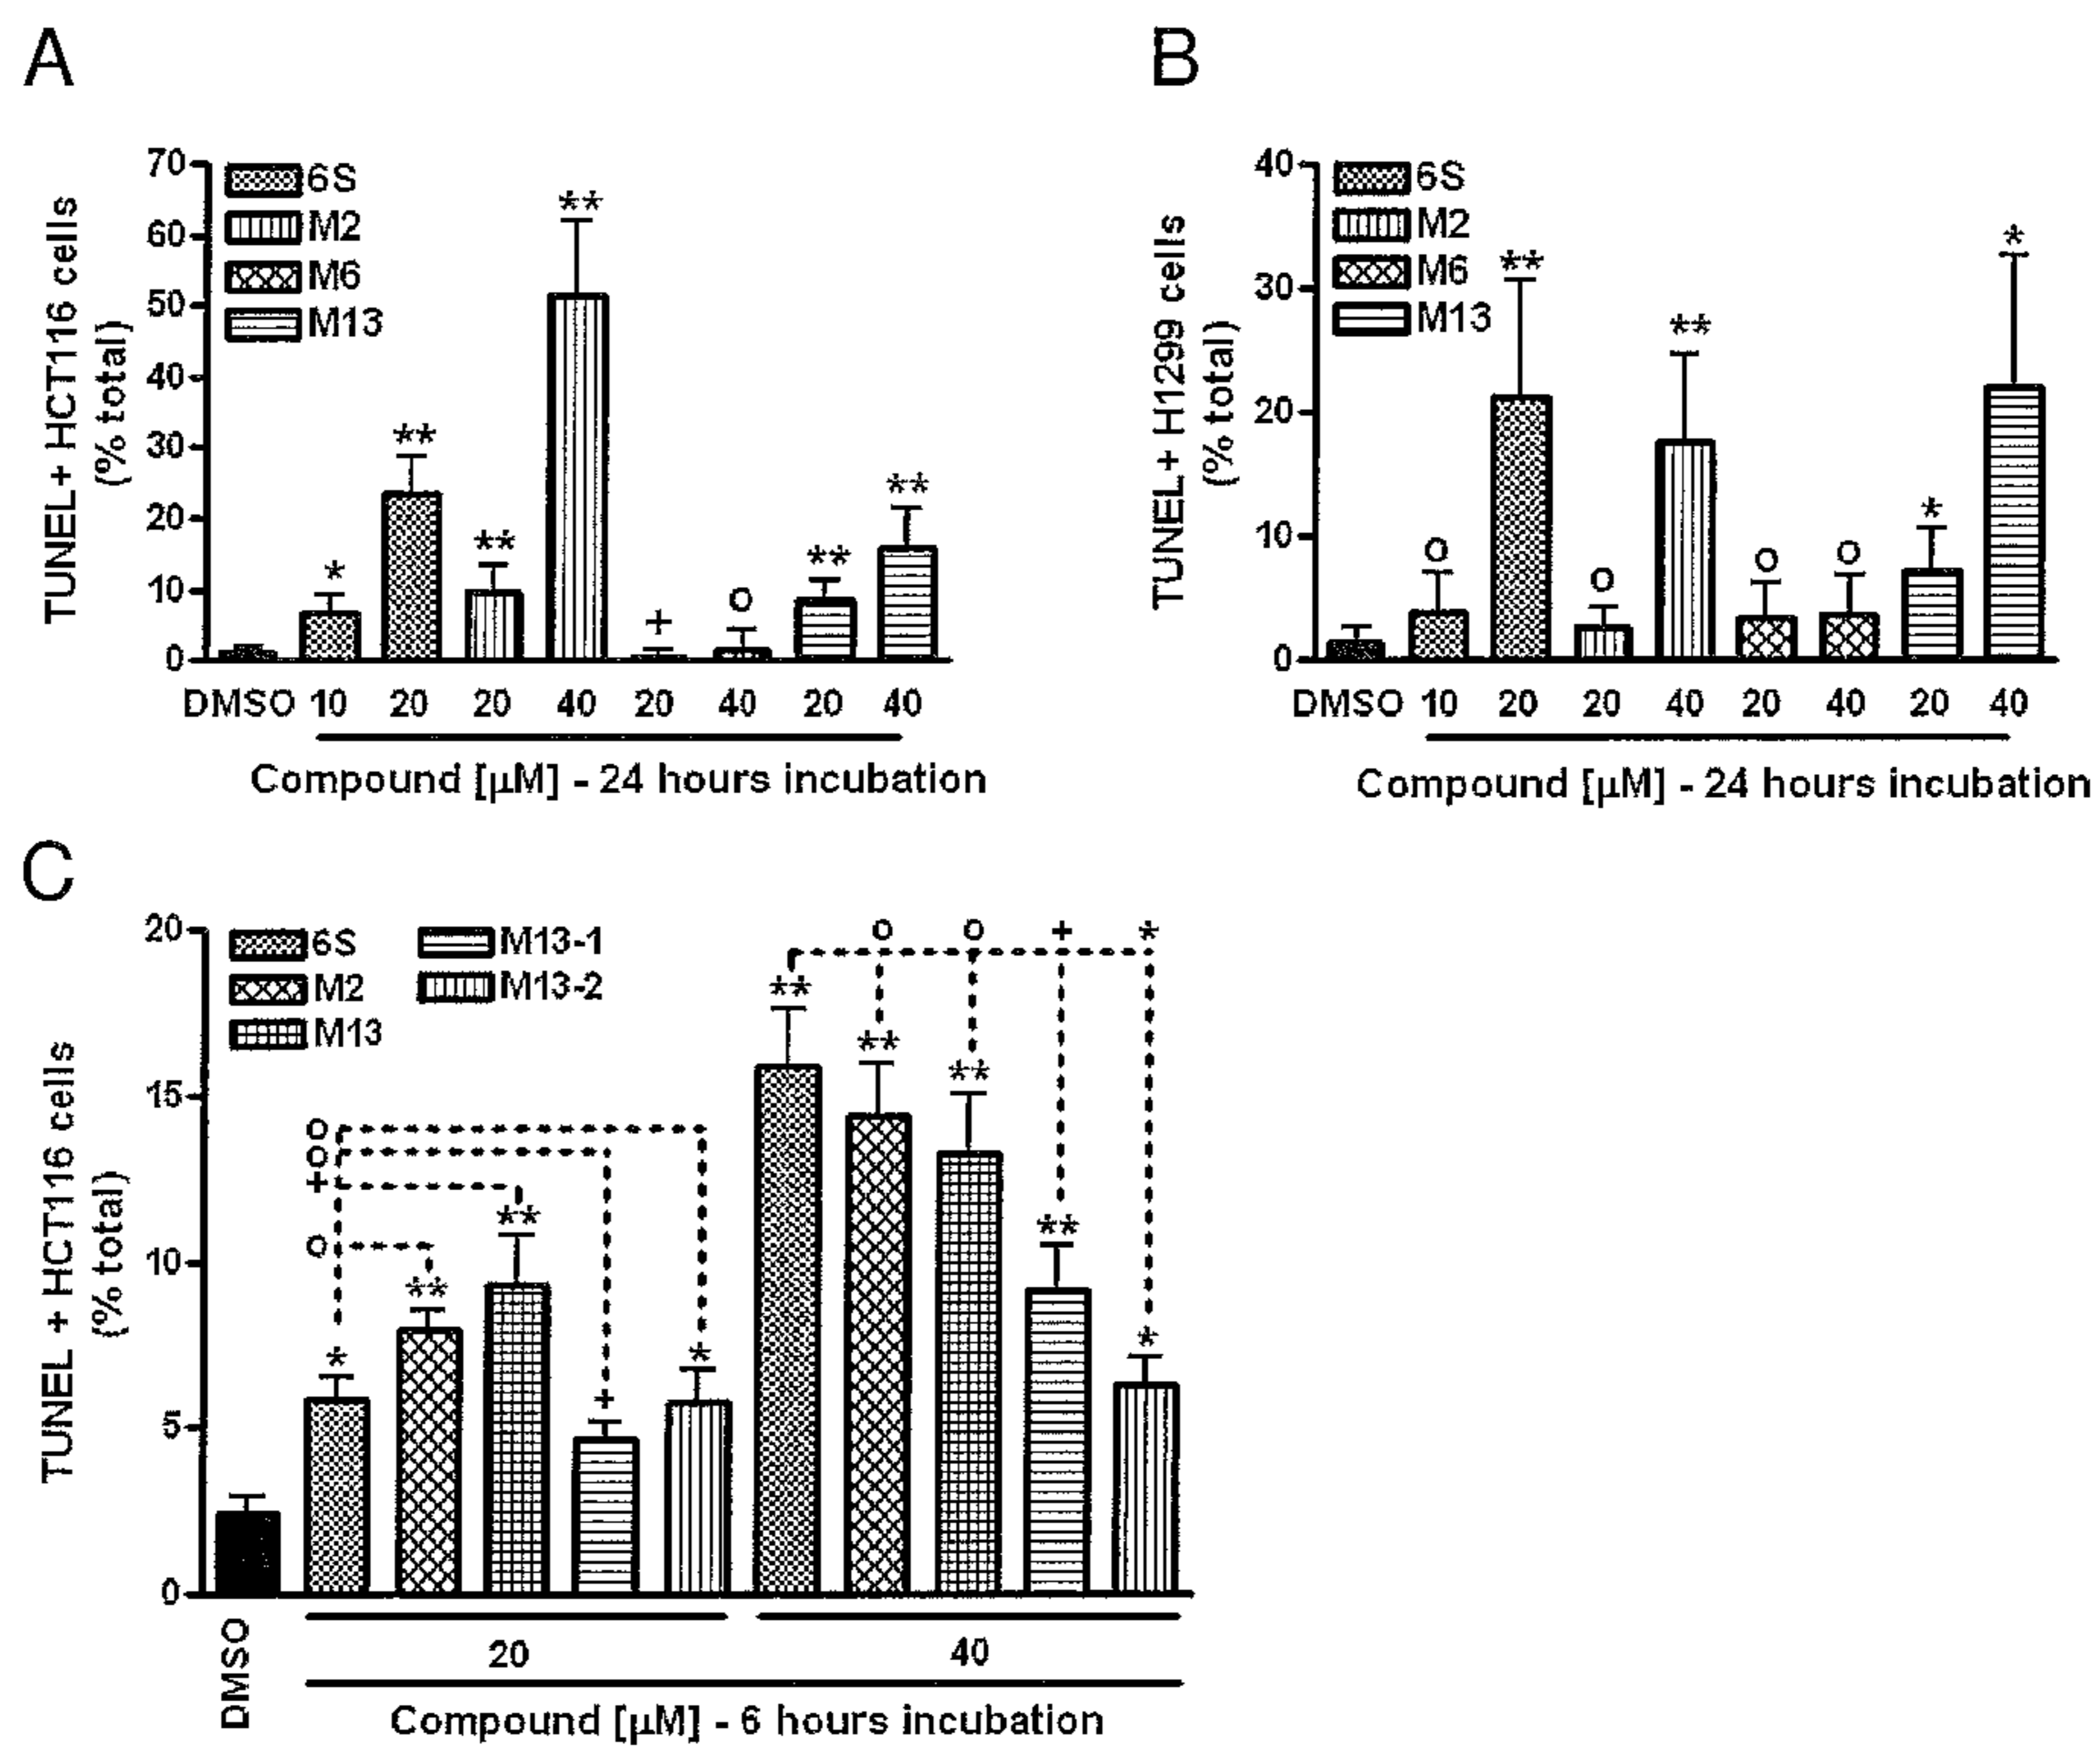 A
TUNEL+ HCT116 cells
(% total)
70
60
50
40
30
20
10
0
6S
M2
M6
M13
*
**
**
**
+
o
**
**
DMSO 10 20 20 40 20 40 20 40
Compound [µM] - 24 hours incubation
B
TUNEL+ H1299 cells
(% total)
40
30
20
10
0
6S
M2
M6
M13
o
**
o
**
o
o
*
*
DMSO 10 20 20 40 20 40 20 40
Compound [µM] - 24 hours incubation
C
TUNEL + HCT116 cells
(% total)
20
15
10
5
0
6S
M2
M13
M13-1
M13-2
o
o
+
o
*
**
**
+
*
o o + *
**
**
**
**
*
DMSO
20 40
Compound [µM] - 6 hours incubation